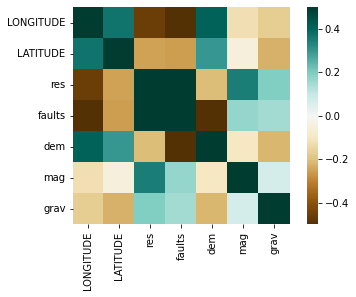 LONGITUDE
LATITUDE
res
faults
dem
mag
grav
LONGITUDE
LATITUDE
res
faults
dem
mag
grav
0.4
0.2
0.0
−0.2
−0.4